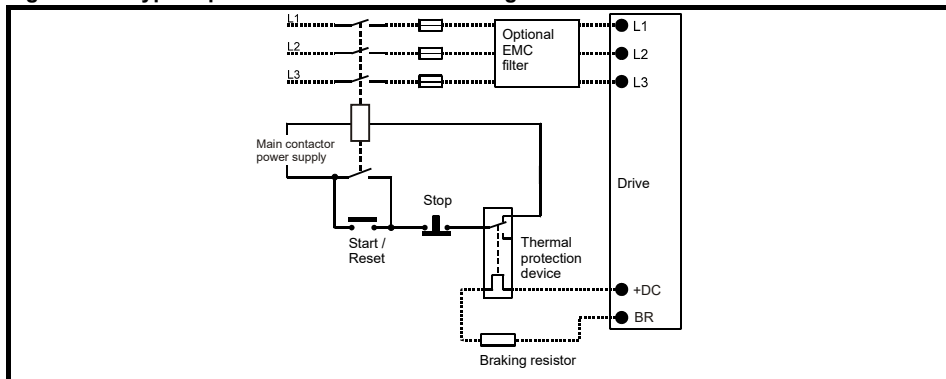 L1
L2
L3
Optional
EMC
filter
L1
L2
L3
Main contactor
power supply
Drive
Stop
Start /
Reset
Thermal
protection
device
+DC
BR
Braking resistor